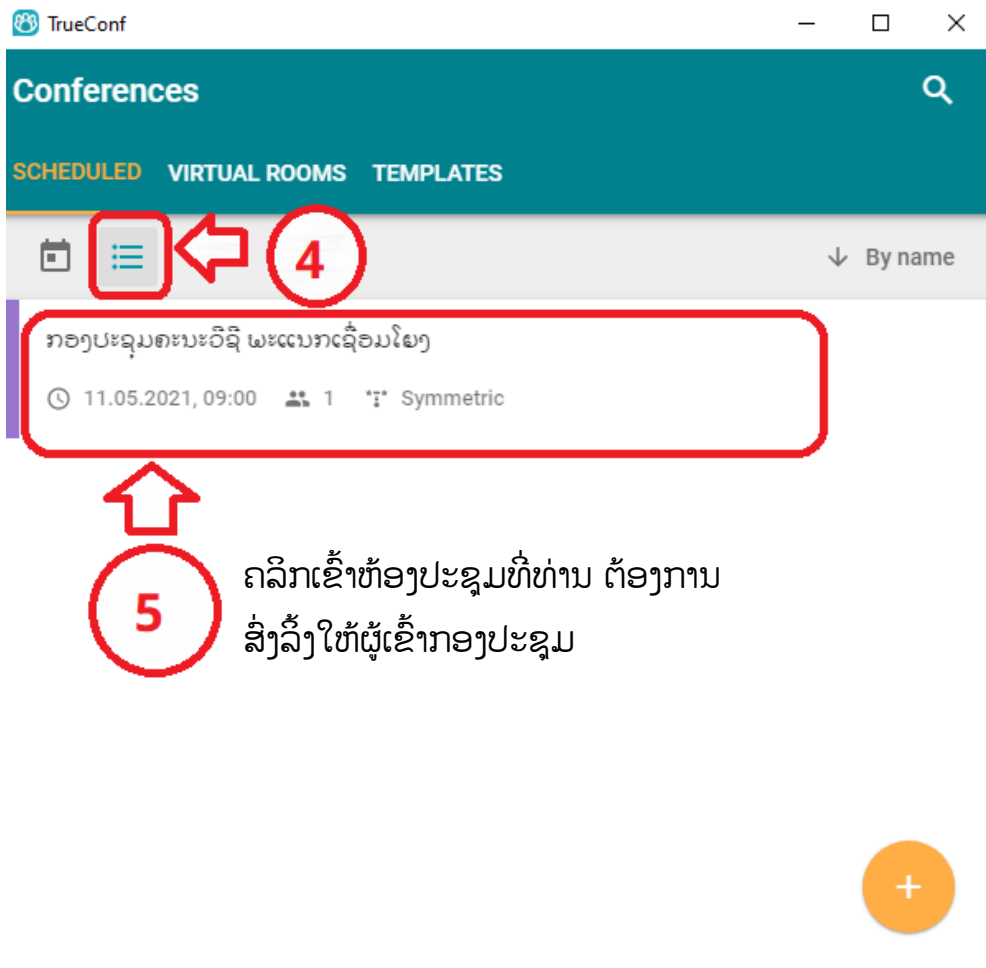 TrueConf
Conferences
SCHEDULED VIRTUAL ROOMS TEMPLATES
4 By name
ກອງປະຊຸມຄະນະວິຊີ ພະແນກເຊື່ອມໂຍງ
11.05.2021, 09:00 1 Symmetric
5
ຄລິກເຂົ້າຫ້ອງປະຊຸມທີ່ທ່ານ ຕ້ອງການ
ສົ່ງລິ້ງໃຫ້ຜູ້ເຂົ້າກອງປະຊຸມ